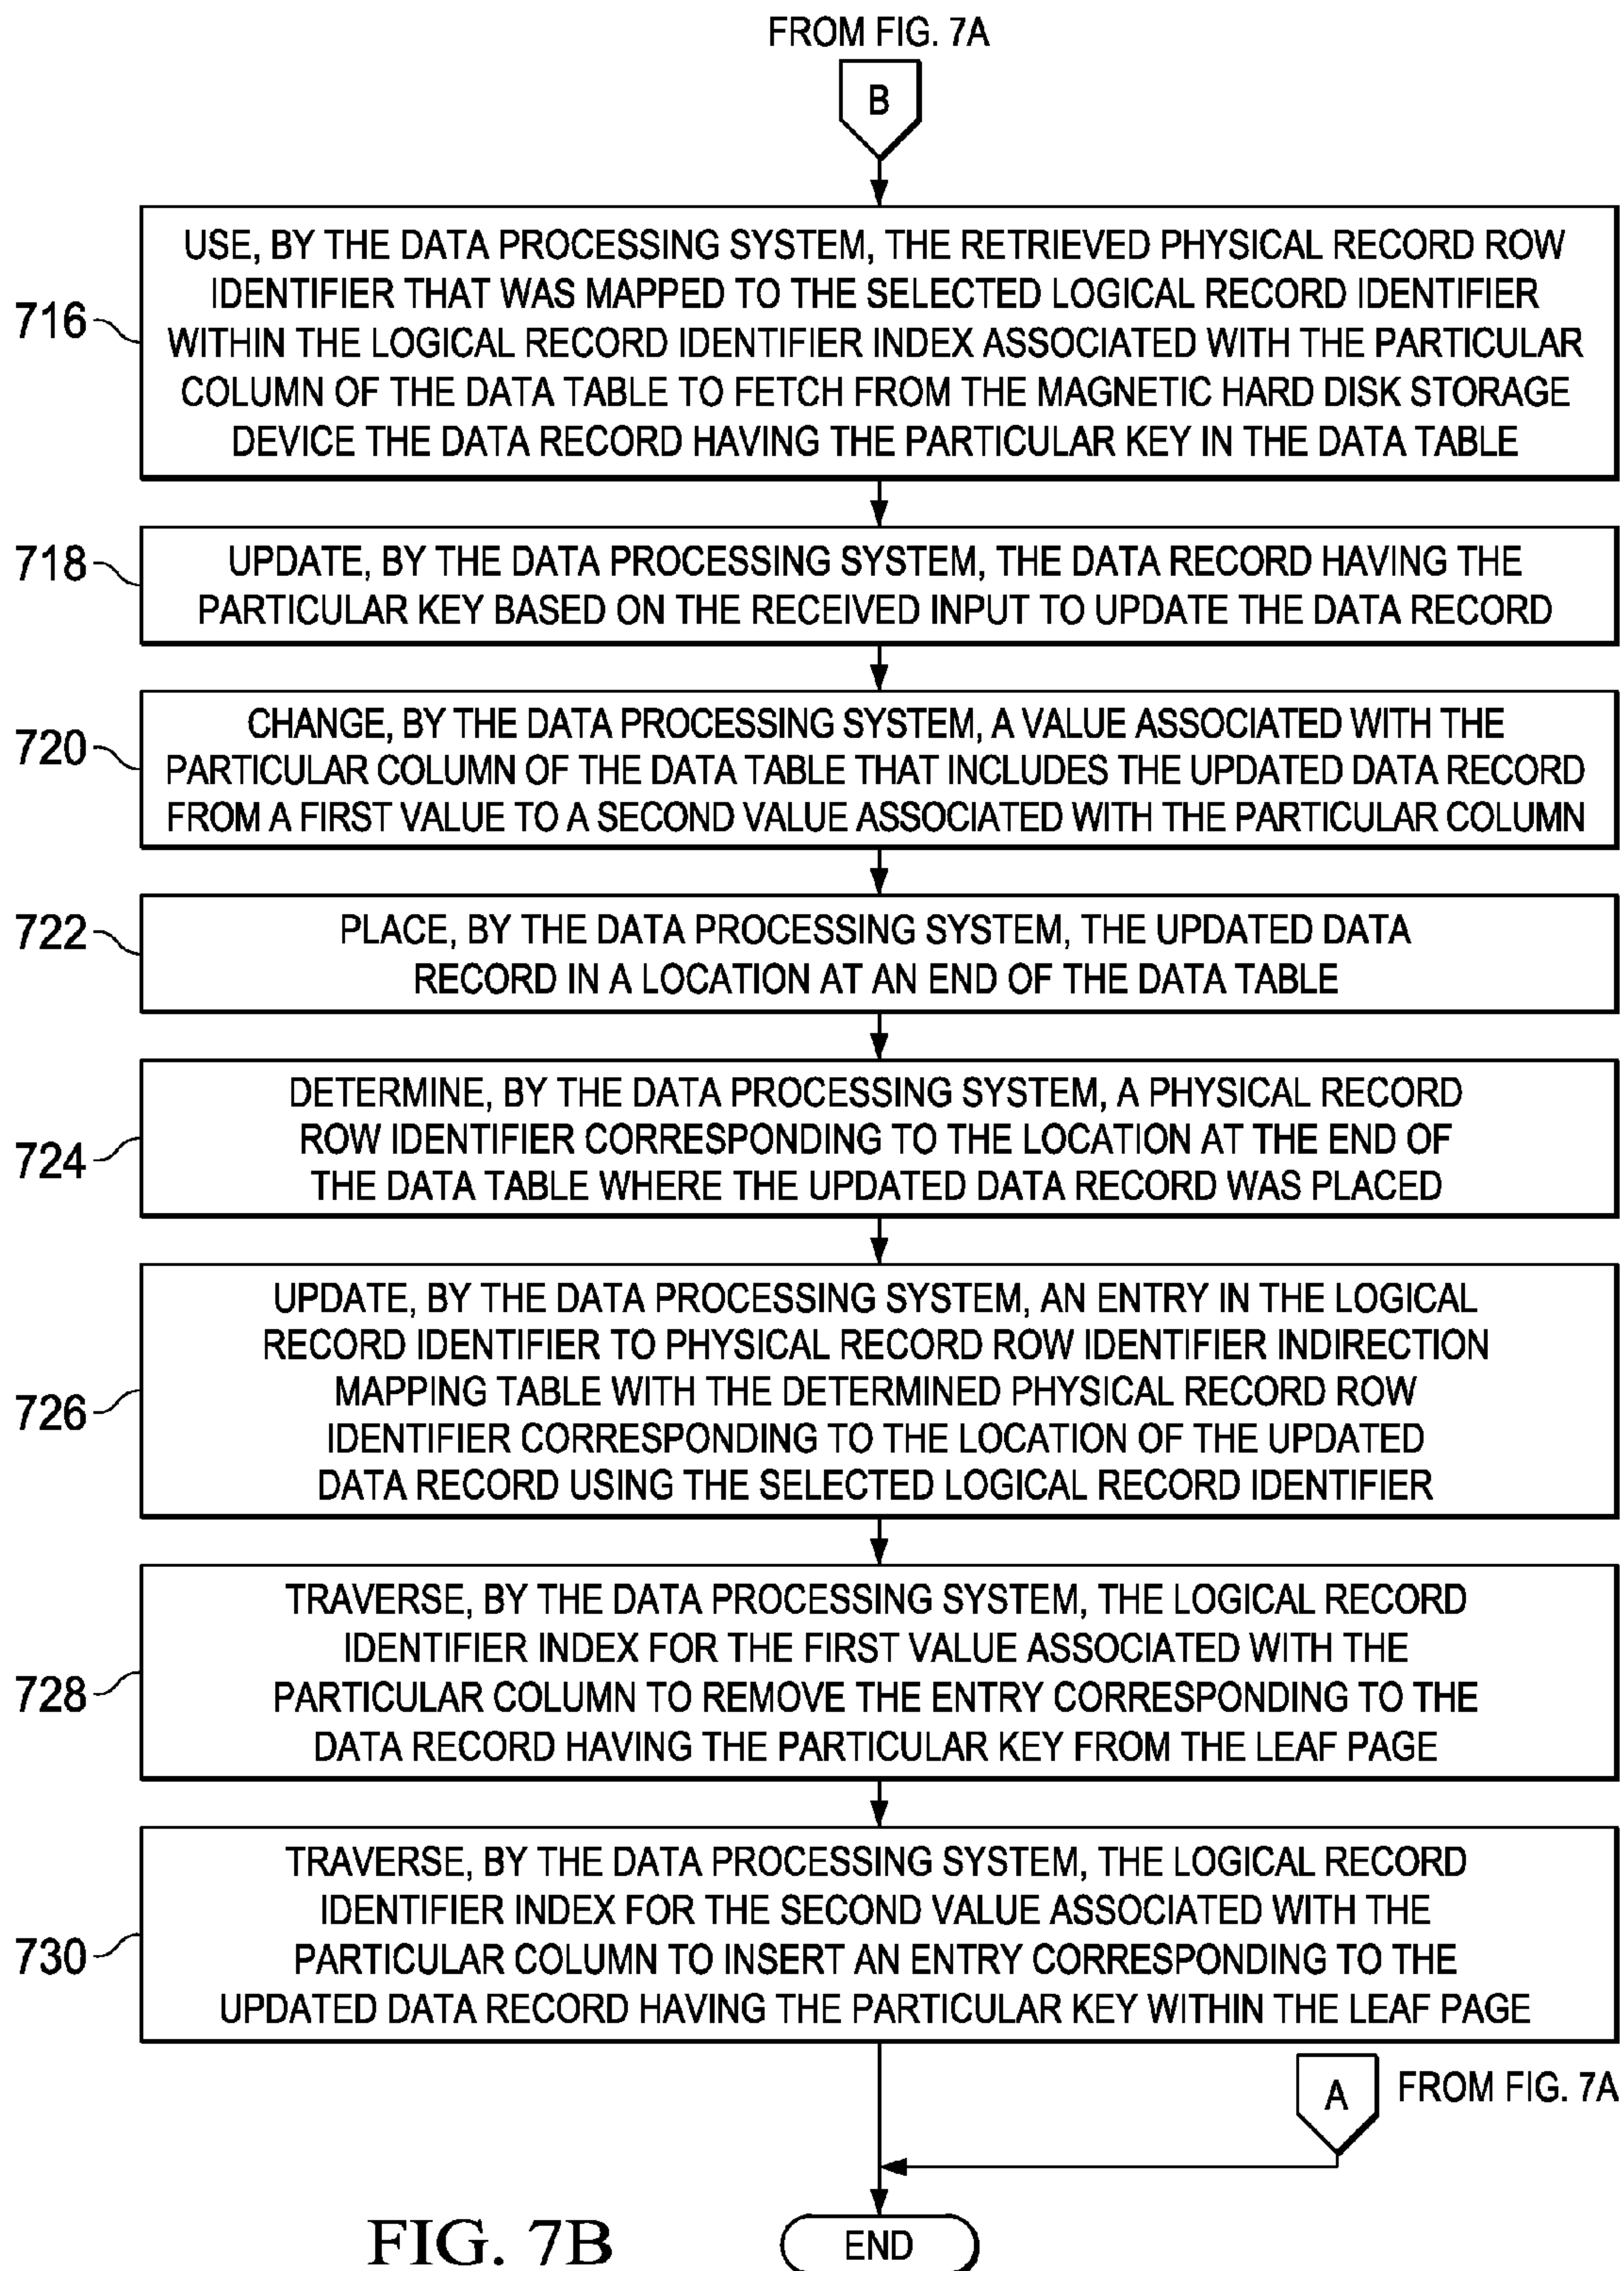 FROM FIG. 7A
B
716
USE, BY THE DATA PROCESSING SYSTEM, THE RETRIEVED PHYSICAL RECORD ROW
IDENTIFIER THAT WAS MAPPED TO THE SELECTED LOGICAL RECORD IDENTIFIER
WITHIN THE LOGICAL RECORD IDENTIFIER INDEX ASSOCIATED WITH THE PARTICULAR
COLUMN OF THE DATA TABLE TO FETCH FROM THE MAGNETIC HARD DISK STORAGE
DEVICE THE DATA RECORD HAVING THE PARTICULAR KEY IN THE DATA TABLE
718
UPDATE, BY THE DATA PROCESSING SYSTEM, THE DATA RECORD HAVING THE
PARTICULAR KEY BASED ON THE RECEIVED INPUT TO UPDATE THE DATA RECORD
720
CHANGE, BY THE DATA PROCESSING SYSTEM, A VALUE ASSOCIATED WITH THE
PARTICULAR COLUMN OF THE DATA TABLE THAT INCLUDES THE UPDATED DATA RECORD
FROM A FIRST VALUE TO A SECOND VALUE ASSOCIATED WITH THE PARTICULAR COLUMN
722
PLACE, BY THE DATA PROCESSING SYSTEM, THE UPDATED DATA
RECORD IN A LOCATION AT AN END OF THE DATA TABLE
724
DETERMINE, BY THE DATA PROCESSING SYSTEM, A PHYSICAL RECORD
ROW IDENTIFIER CORRESPONDING TO THE LOCATION AT THE END OF
THE DATA TABLE WHERE THE UPDATED DATA RECORD WAS PLACED
726
UPDATE, BY THE DATA PROCESSING SYSTEM, AN ENTRY IN THE LOGICAL
RECORD IDENTIFIER TO PHYSICAL RECORD ROW IDENTIFIER INDIRECTION
MAPPING TABLE WITH THE DETERMINED PHYSICAL RECORD ROW
IDENTIFIER CORRESPONDING TO THE LOCATION OF THE UPDATED
DATA RECORD USING THE SELECTED LOGICAL RECORD IDENTIFIER
728
TRAVERSE, BY THE DATA PROCESSING SYSTEM, THE LOGICAL RECORD
IDENTIFIER INDEX FOR THE FIRST VALUE ASSOCIATED WITH THE
PARTICULAR COLUMN TO REMOVE THE ENTRY CORRESPONDING TO THE
DATA RECORD HAVING THE PARTICULAR KEY FROM THE LEAF PAGE
730
TRAVERSE, BY THE DATA PROCESSING SYSTEM, THE LOGICAL RECORD
IDENTIFIER INDEX FOR THE SECOND VALUE ASSOCIATED WITH THE
PARTICULAR COLUMN TO INSERT AN ENTRY CORRESPONDING TO THE
UPDATED DATA RECORD HAVING THE PARTICULAR KEY WITHIN THE LEAF PAGE
A
FROM FIG. 7A
END
FIG. 7B